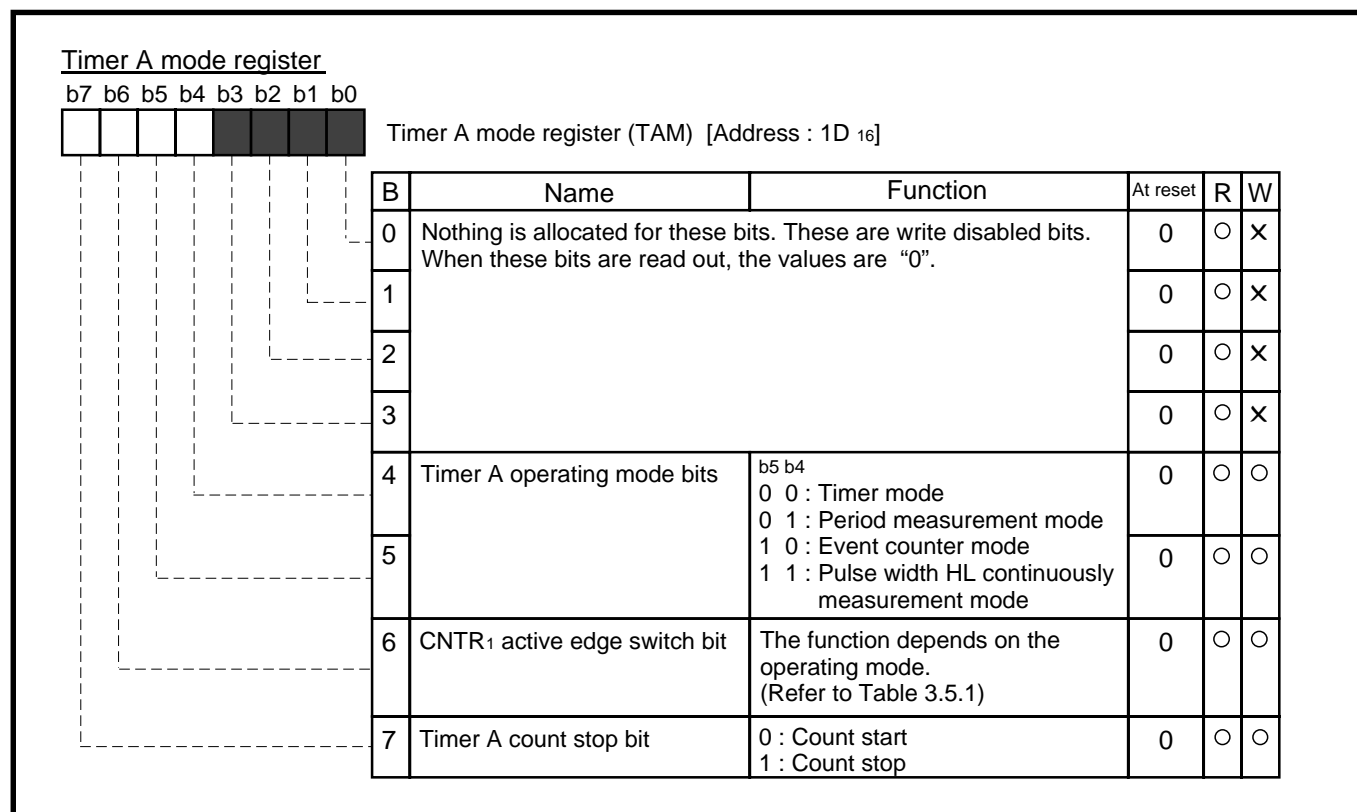 Timer A mode register
b7 b6 b5 b4 b3 b2 b1 b0
Timer A mode register (TAM) [Address : 1D 16]
B Name Function At reset R W
0 Nothing is allocated for these bits. These are write disabled bits. 0 ○ ×
When these bits are read out, the values are “0”.
1 0 ○ ×
2 0 ○ ×
3 0 ○ ×
4 Timer A operating mode bits b5 b4 0 ○ ○
0 0 : Timer mode
0 1 : Period measurement mode
5 1 0 : Event counter mode 0 ○ ○
1 1 : Pulse width HL continuously
measurement mode
6 CNTR1 active edge switch bit The function depends on the 0 ○ ○
operating mode.
(Refer to Table 3.5.1)
7 Timer A count stop bit 0 : Count start 0 ○ ○
1 : Count stop